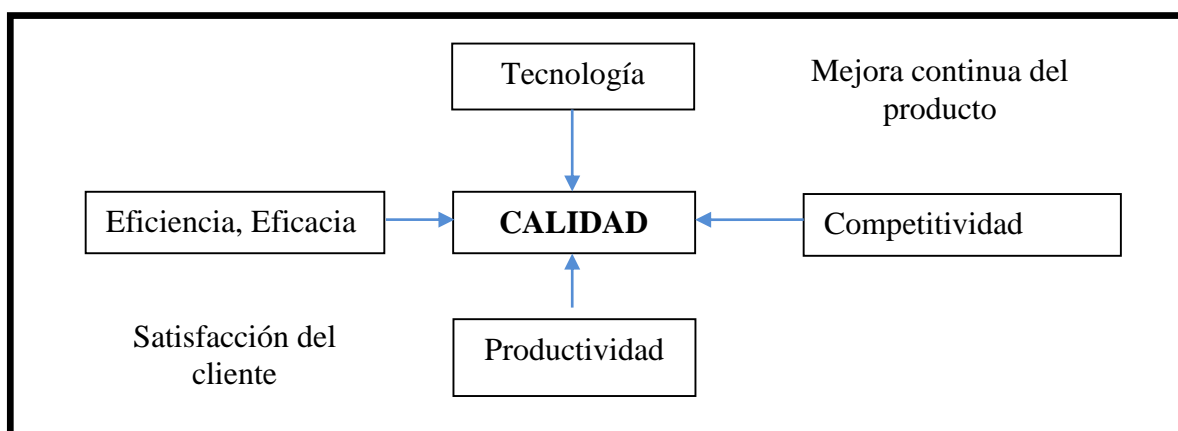 Tecnología
Mejora continua del
producto
Eficiencia, Eficacia
CALIDAD
Competitividad
Satisfacción del
cliente
Productividad